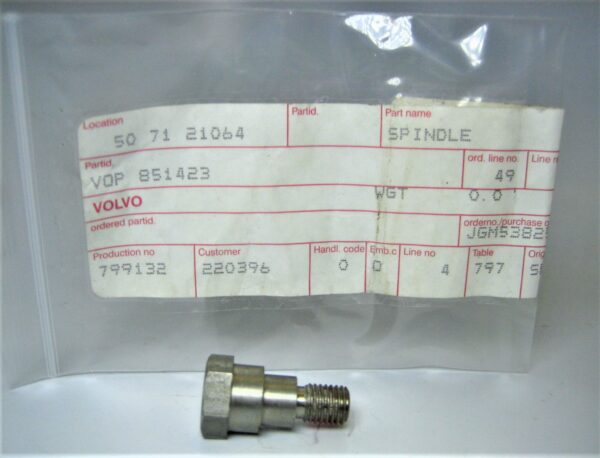 Location Partid. Part name
50 71 21064 SPINDLE
Partid. ord. line no.
VOP 851423 49
VOLVO WGT 0.0
ordered partid. orderno./purchase
JGM5382
Production no Customer Handl. code Emb.c Line no Table
799132 220396 0 0 4 797